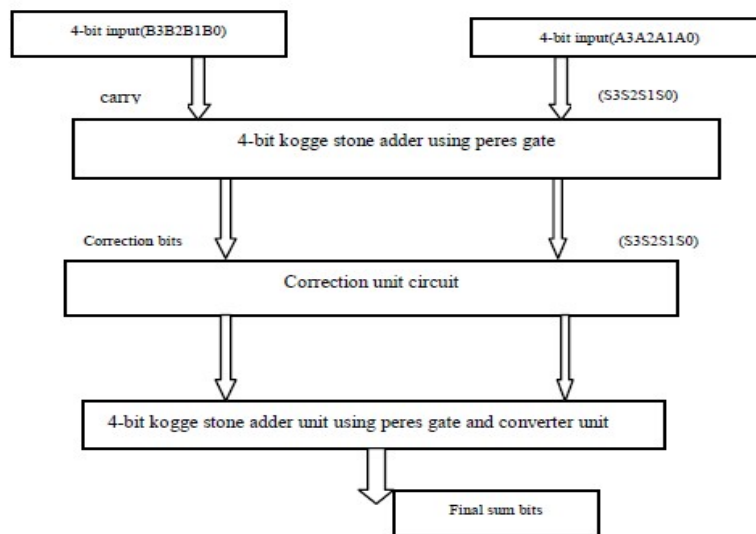 4-bit input(B3B2B1B0)
4-bit input(A3A2A1A0)
carry
(S3S2S1S0)
4-bit kogge stone adder using peres gate
Correction bits
(S3S2S1S0)
Correction unit circuit
4-bit kogge stone adder unit using peres gate and converter unit
Final sum bits